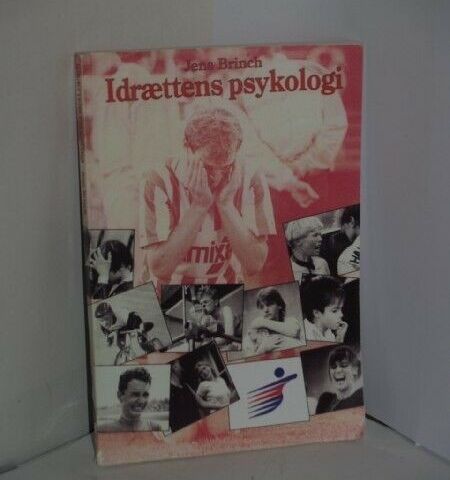 Jens Brinch
Idrættens psykologi
mix